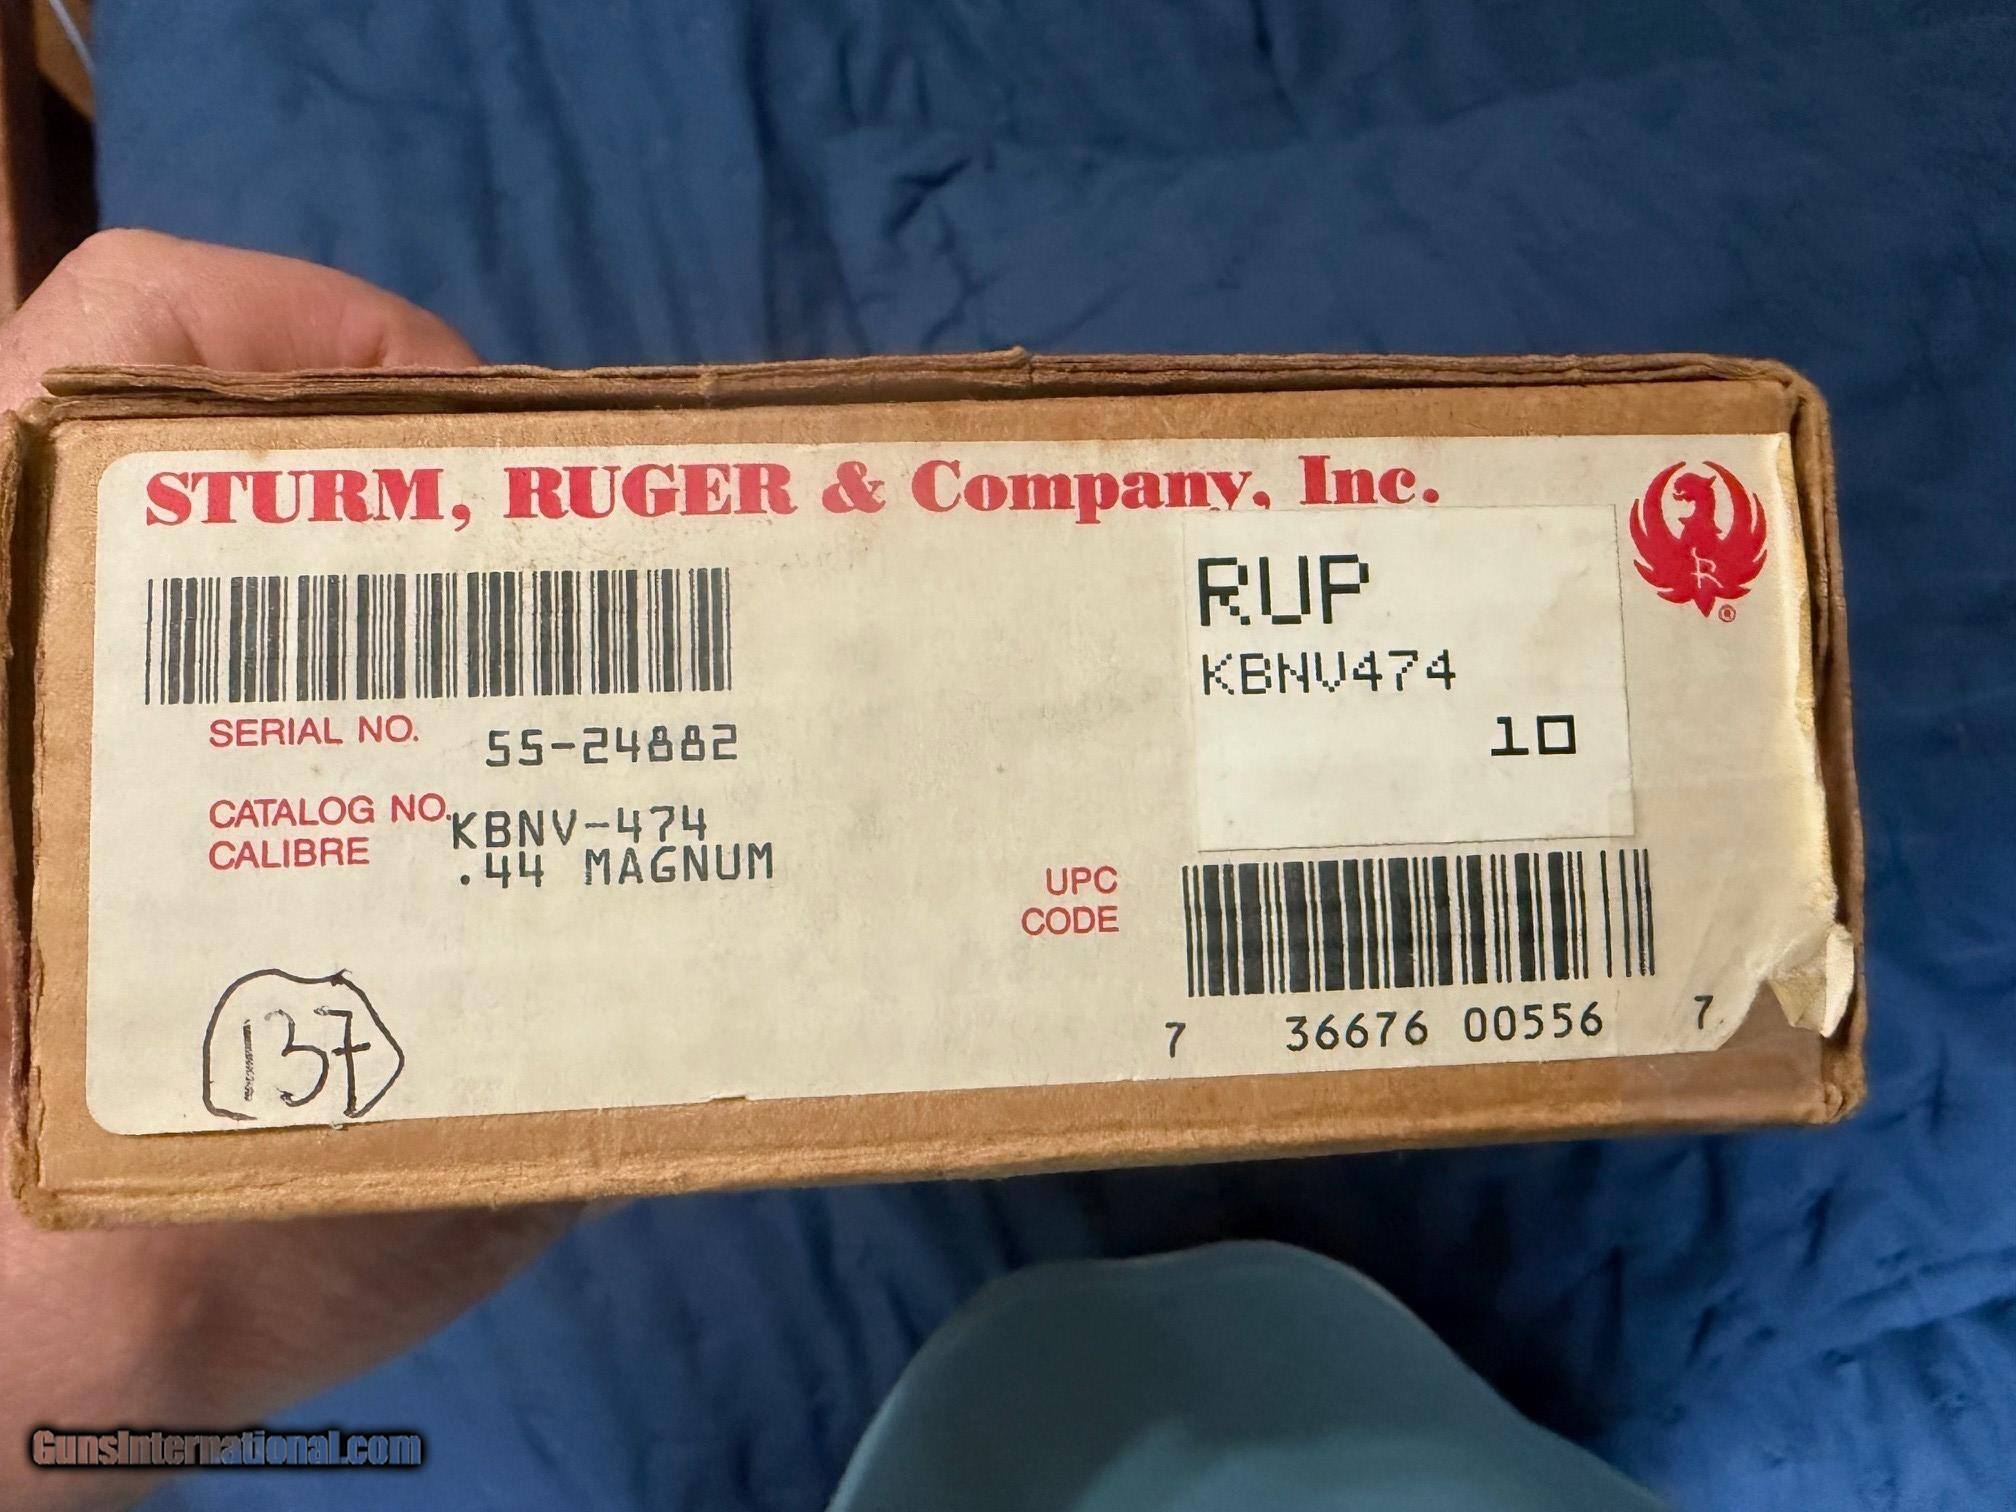 STURM, RUGER & Company, Inc.
RUP
KBNV474
10
R
®
SERIAL NO. 55-24882
CATALOG NO. KBNV-474
CALIBRE .44 MAGNUM
UPC
CODE
7 36676 00556 7
137
GunsInternational.com